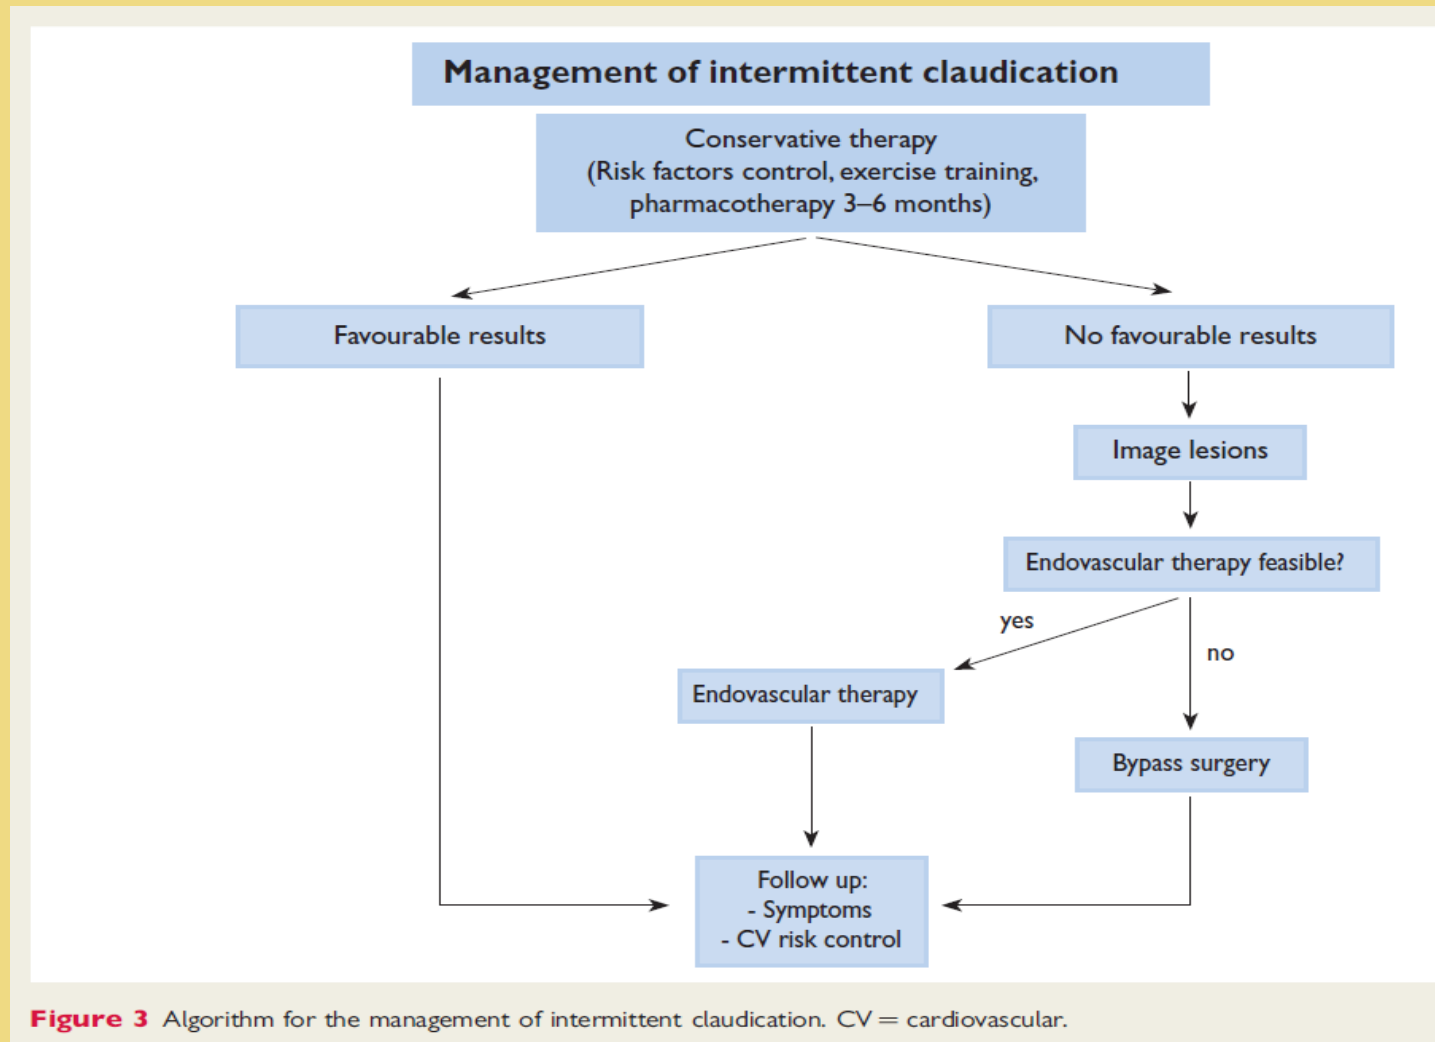 Management of intermittent claudication
Conservative therapy
(Risk factors control, exercise training,
pharmacotherapy 3–6 months)
Favourable results
No favourable results
Image lesions
Endovascular therapy feasible?
yes
no
Endovascular therapy
Bypass surgery
Follow up:
- Symptoms
- CV risk control
Figure 3 Algorithm for the management of intermittent claudication. CV = cardiovascular.